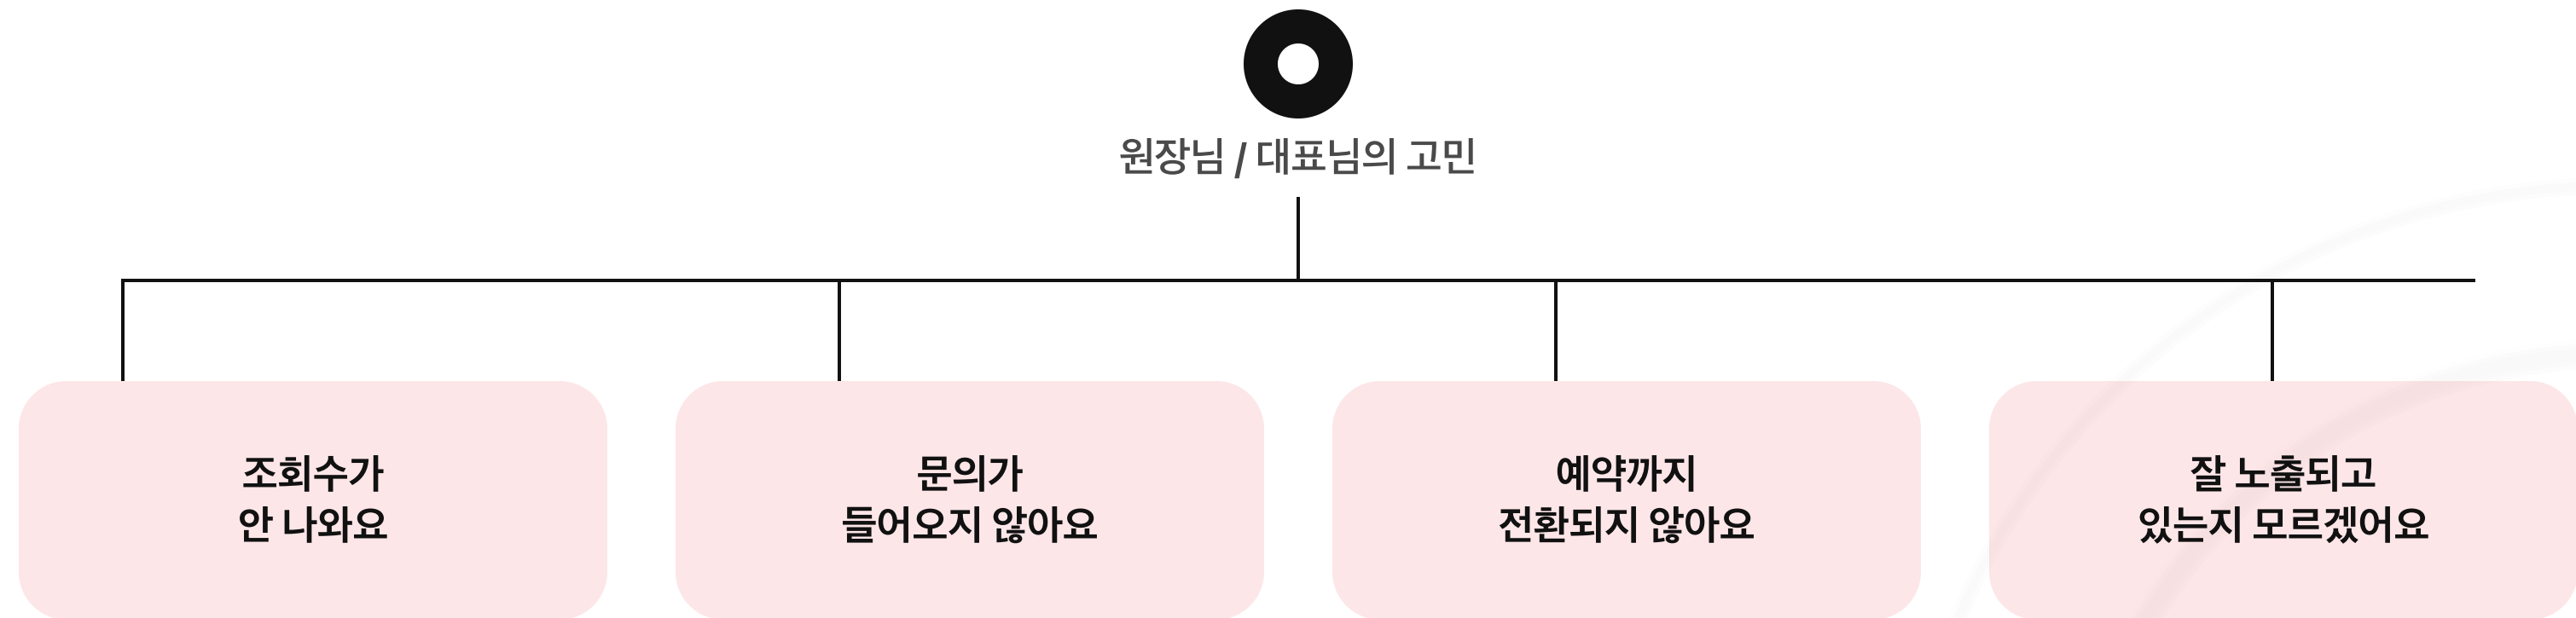 원장님 / 대표님의 고민
조회수가
안 나와요
문의가
들어오지 않아요
예약까지
전환되지 않아요
잘 노출되고
있는지 모르겠어요